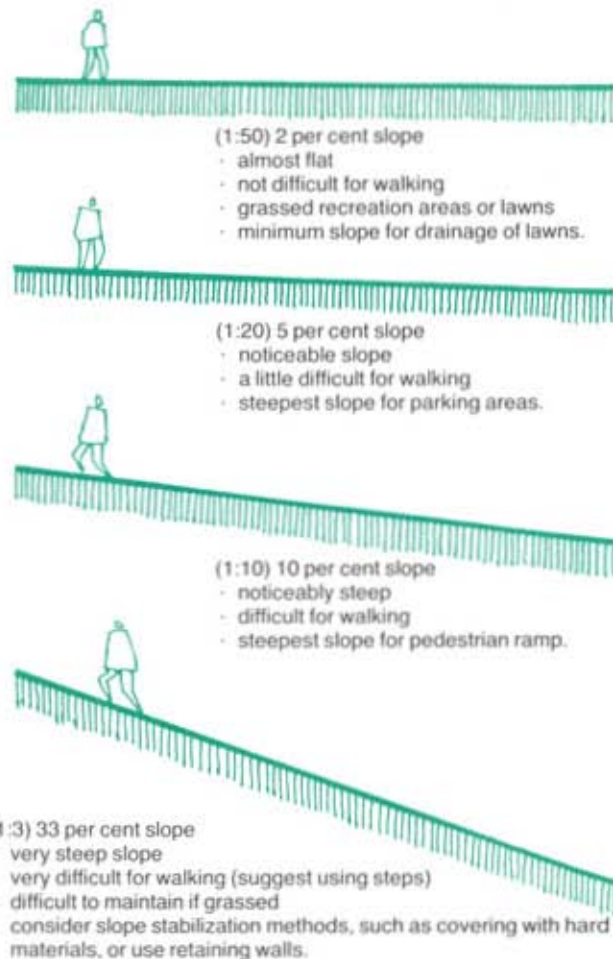 (1:50) 2 per cent slope
· almost flat
· not difficult for walking
· grassed recreation areas or lawns
· minimum slope for drainage of lawns.
(1:20) 5 per cent slope
· noticeable slope
· a little difficult for walking
· steepest slope for parking areas.
(1:10) 10 per cent slope
· noticeably steep
· difficult for walking
· steepest slope for pedestrian ramp.
:3) 33 per cent slope
very steep slope
very difficult for walking (suggest using steps)
difficult to maintain if grassed
consider slope stabilization methods, such as covering with hard
materials, or use retaining walls.